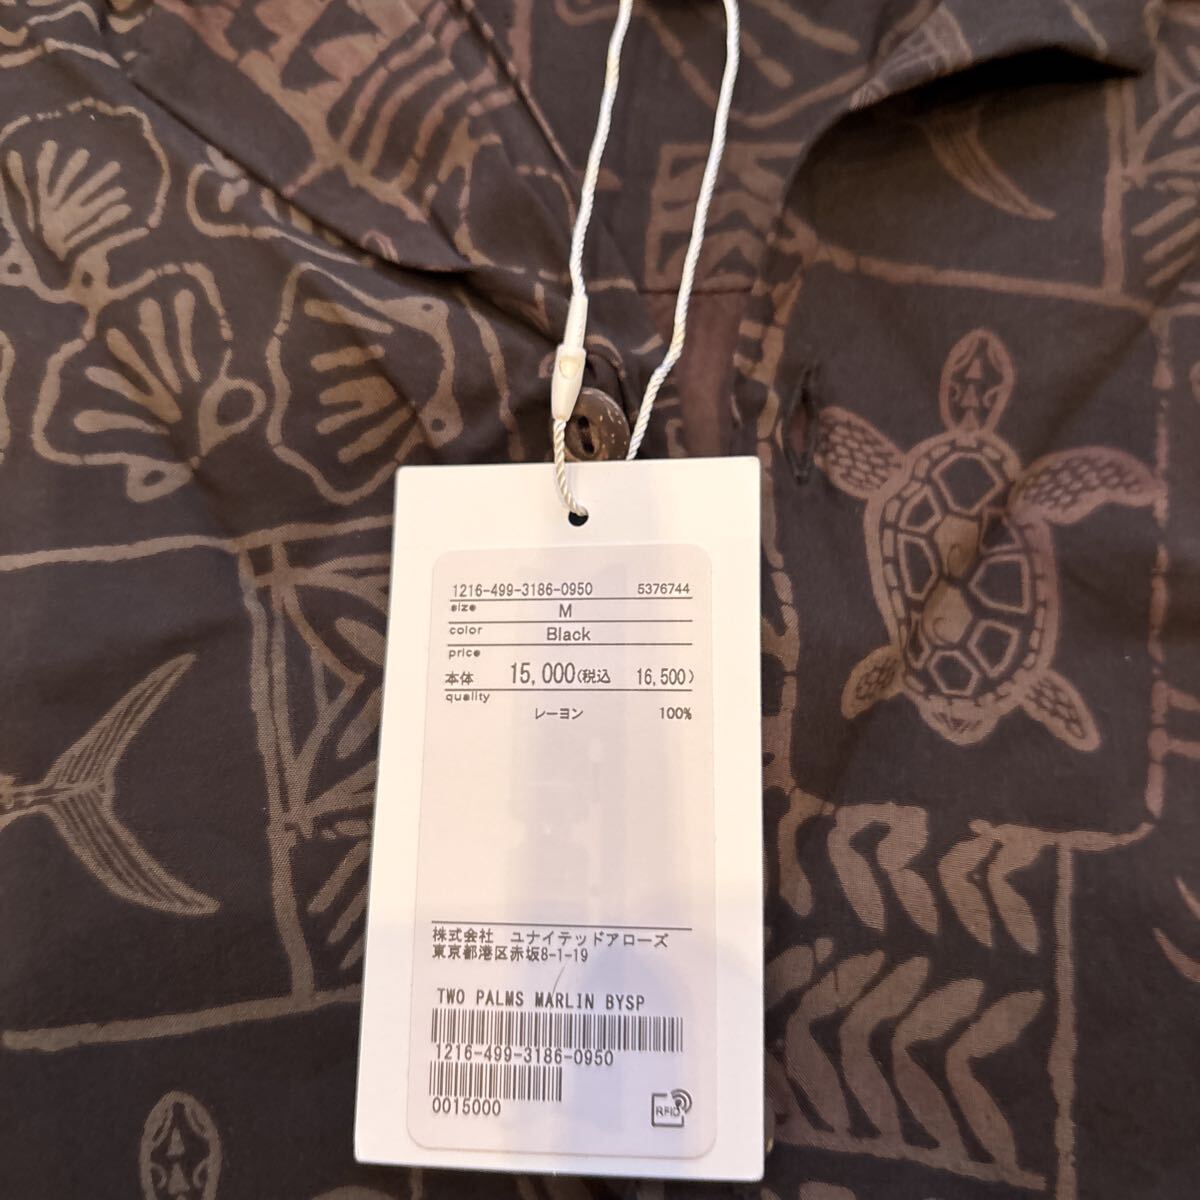 1216-499-3186-0950 5376744
size M
color Black
price
本体 15,000(税込 16,500)
quality
レーヨン 100%
株式会社 ユナイテッドアローズ
東京都港区赤坂8-1-19
TWO PALMS MARLIN BYSP
1216-499-3186-0950
0015000
RFID